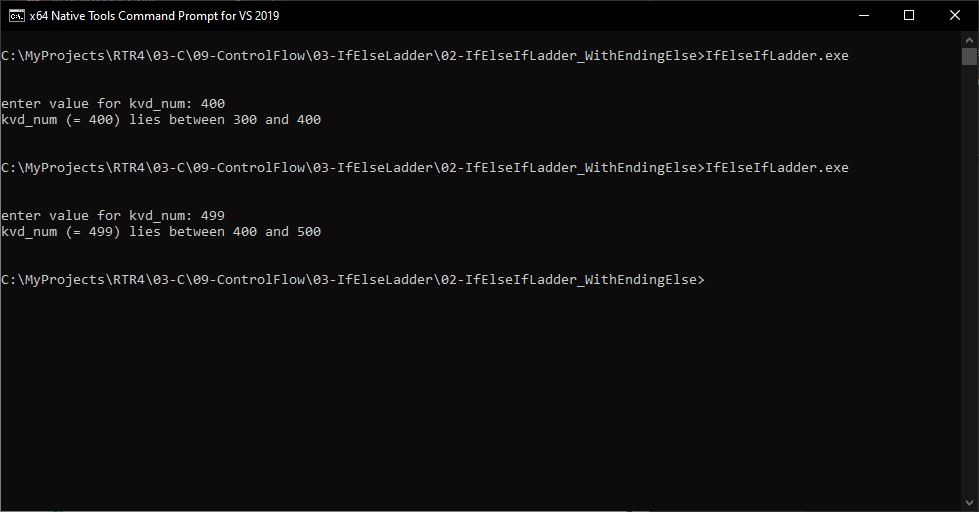 x64 Native Tools Command Prompt for VS 2019
C:\MyProjects\RTR4\03-C\09-ControlFlow\03-IfElseLadder\02-IfElseIfLadder_WithEndingElse>IfElseIfLadder.exe
enter value for kvd_num: 400
kvd_num (= 400) lies between 300 and 400
C:\MyProjects\RTR4\03-C\09-ControlFlow\03-IfElseLadder\02-IfElseIfLadder_WithEndingElse>IfElseIfLadder.exe
enter value for kvd_num: 499
kvd_num (= 499) lies between 400 and 500
C:\MyProjects\RTR4\03-C\09-ControlFlow\03-IfElseLadder\02-IfElseIfLadder_WithEndingElse>